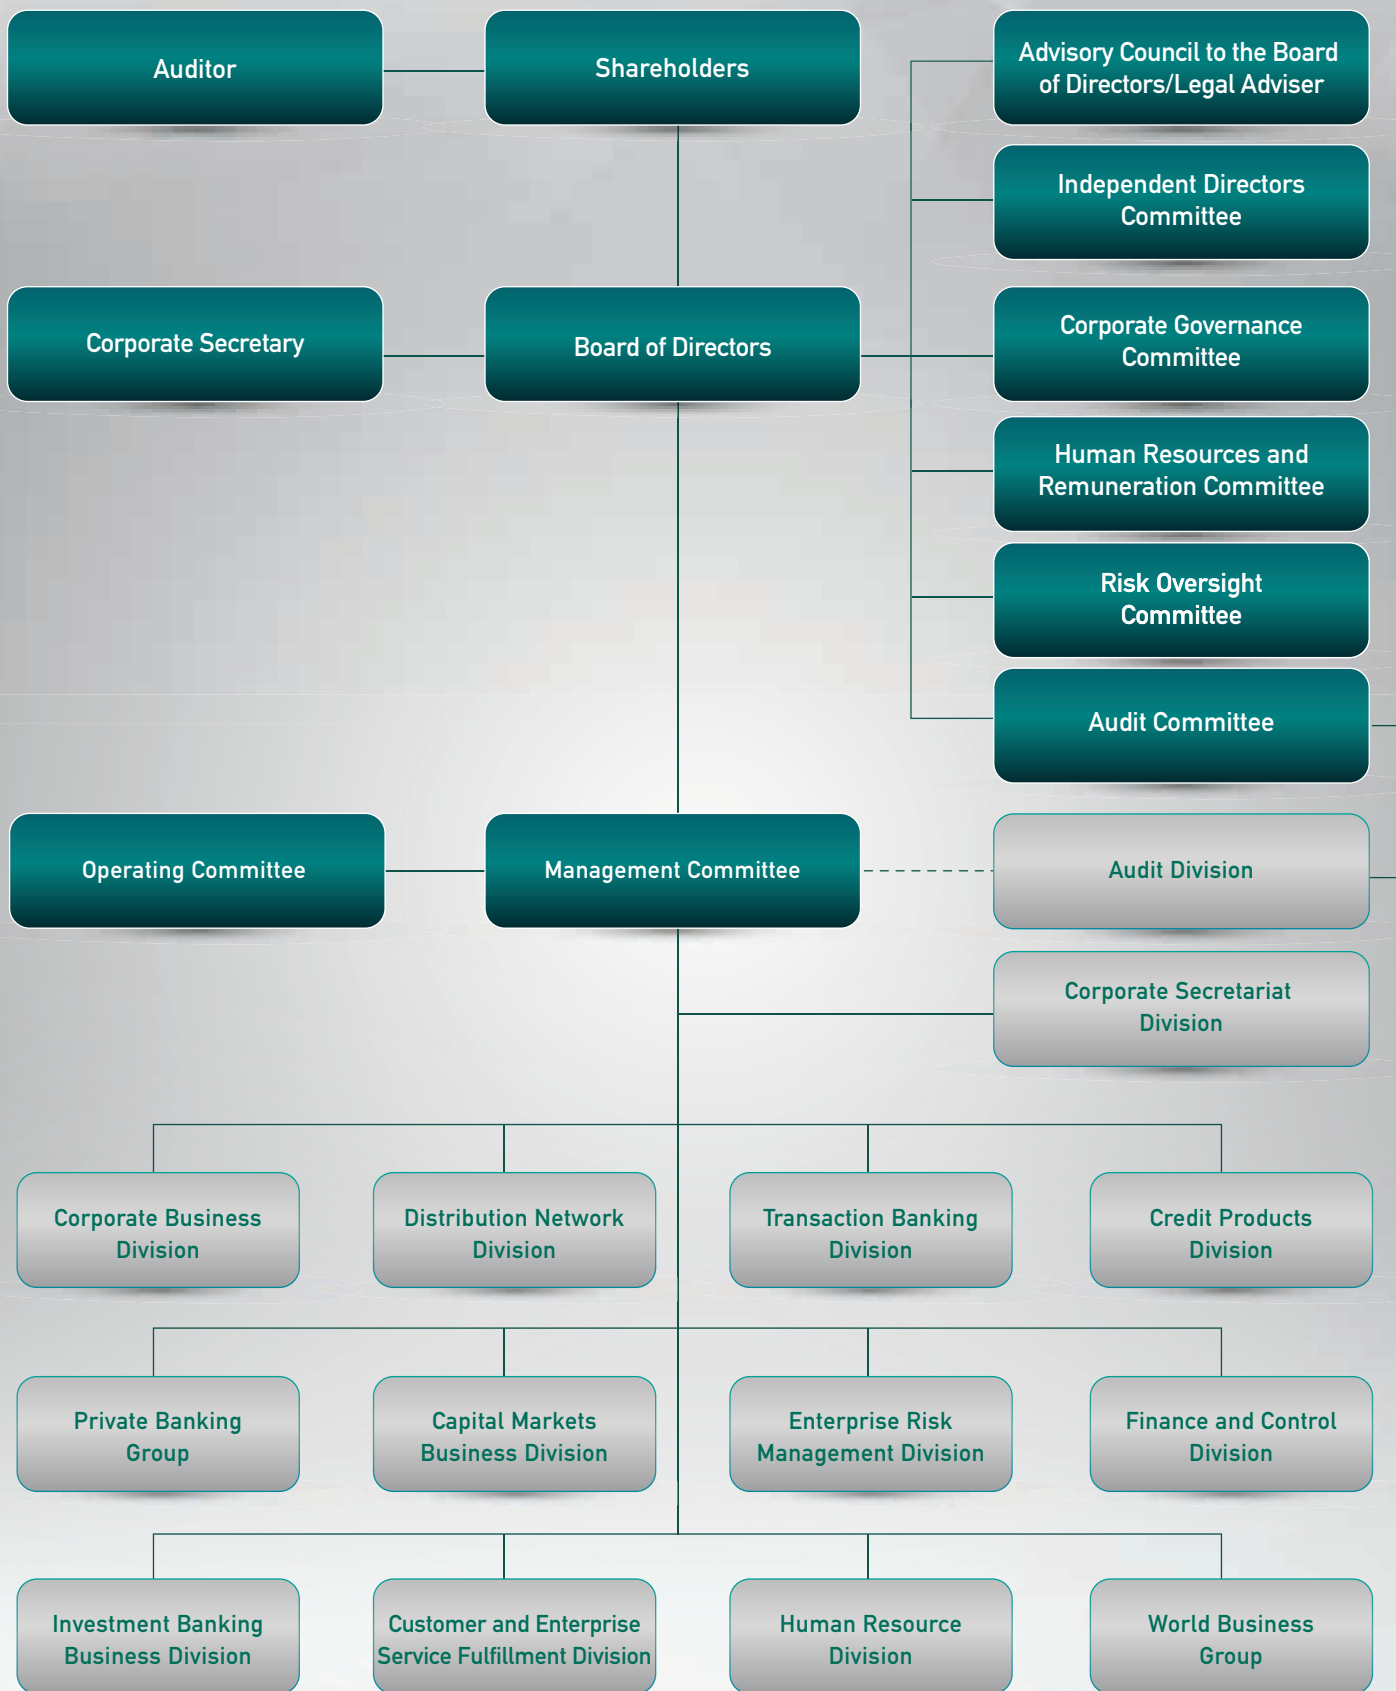 Auditor
Shareholders
Advisory Council to the Board
of Directors/Legal Adviser
Independent Directors
Committee
Corporate Secretary
Board of Directors
Corporate Governance
Committee
Human Resources and
Remuneration Committee
Risk Oversight
Committee
Audit Committee
Operating Committee
Management Committee
Audit Division
Corporate Secretariat
Division
Corporate Business
Division
Distribution Network
Division
Transaction Banking
Division
Credit Products
Division
Private Banking
Group
Capital Markets
Business Division
Enterprise Risk
Management Division
Finance and Control
Division
Investment Banking
Business Division
Customer and Enterprise
Service Fulfillment Division
Human Resource
Division
World Business
Group